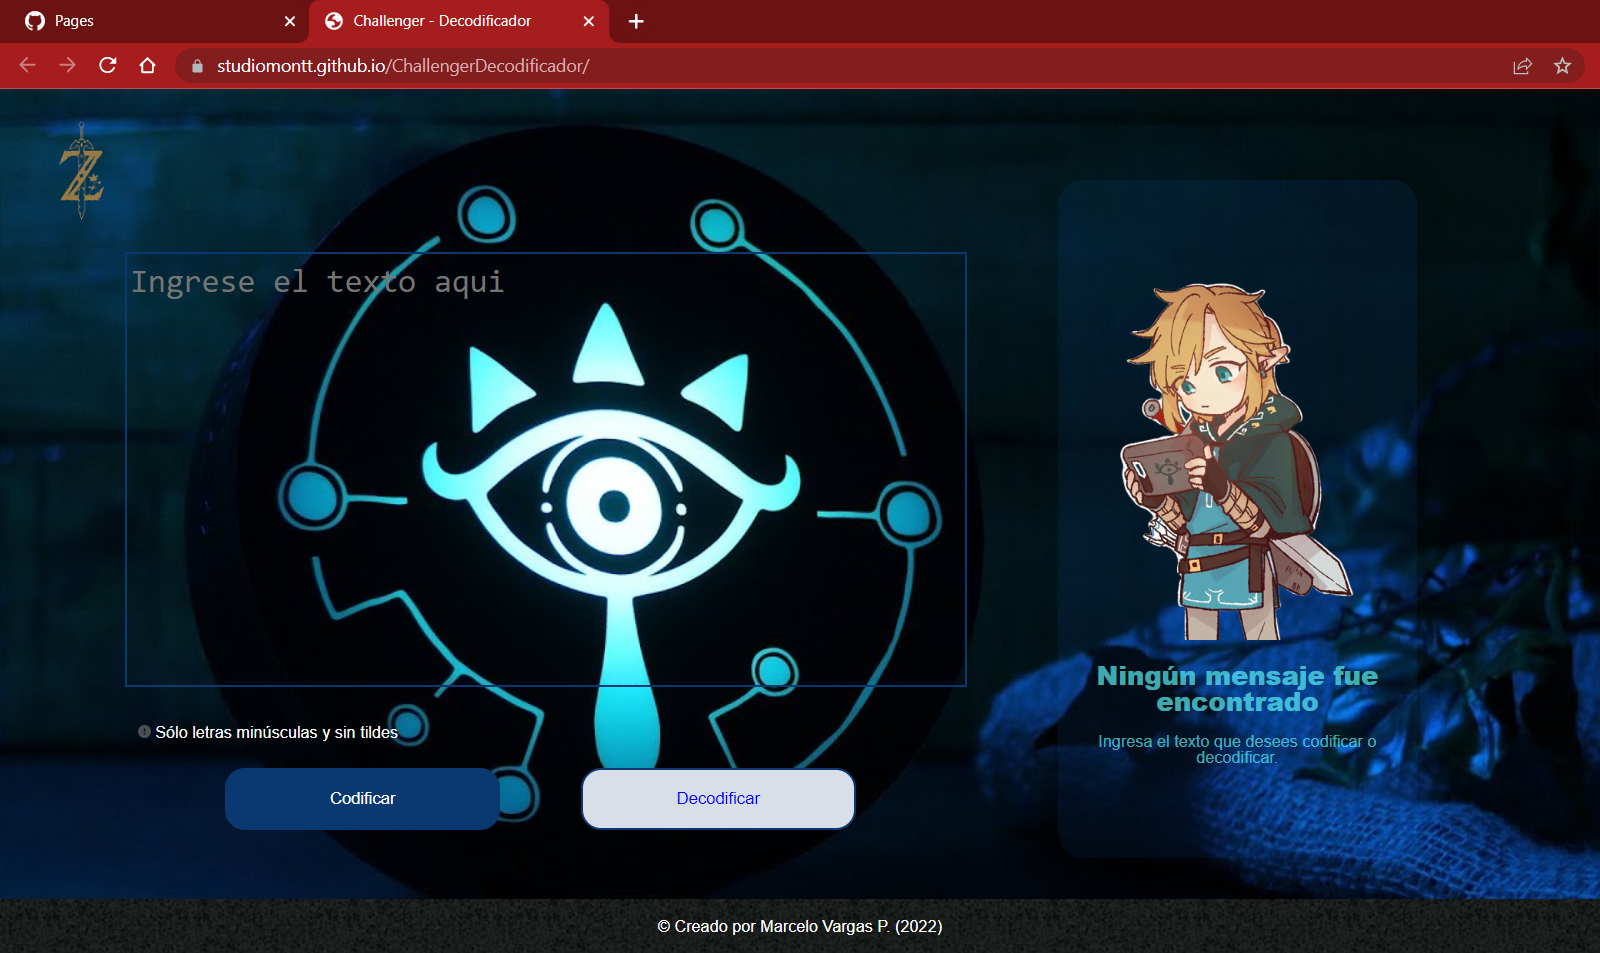 Pages
Challenger - Decodificador
studiomontt.github.io/ChallengerDecodificador/
Z
Ingrese el texto aqui
Ningún mensaje fue
encontrado
Ingresa el texto que desees codificar o
decodificar.
Sólo letras minúsculas y sin tildes
Codificar
Decodificar
© Creado por Marcelo Vargas P. (2022)